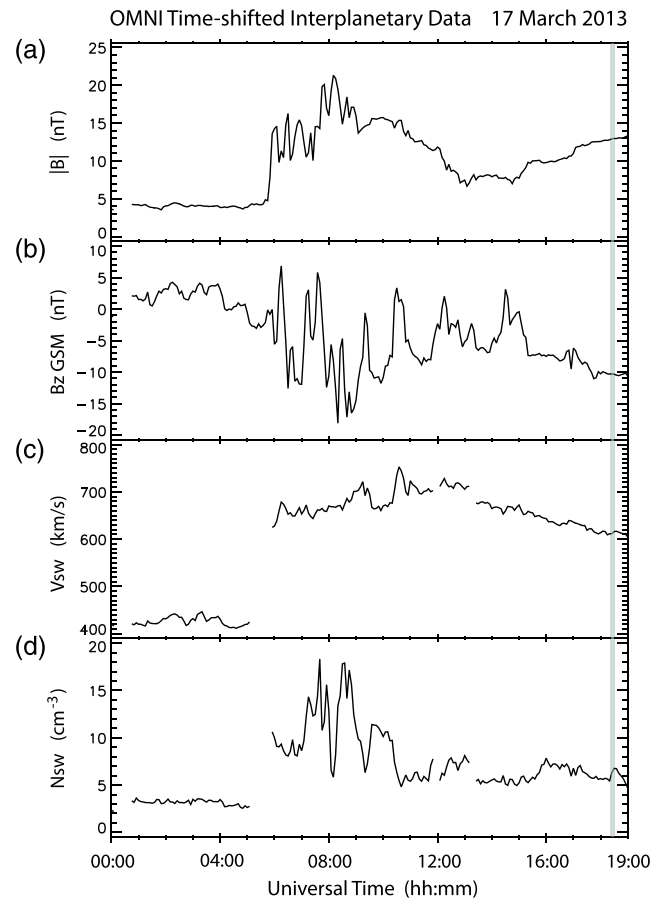 OMNI Time-shifted Interplanetary Data 17 March 2013
(a)
25
20
15
10
5
0
|B| (nT)
(b)
10
5
0
−5
−10
−15
−20
Bz GSM (nT)
(c)
800
700
600
500
400
Vsw (km/s)
(d)
20
15
10
5
0
Nsw (cm⁻³)
00:00 04:00 08:00 12:00 16:00 19:00
Universal Time (hh:mm)